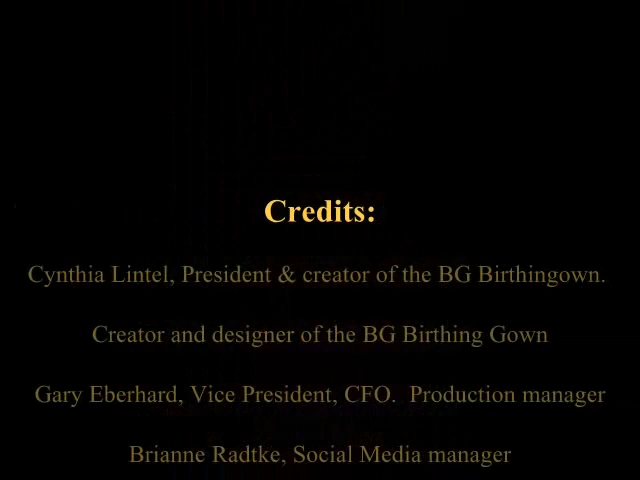 Credits:
Cynthia Lintel, President & creator of the BG Birthingown.
Creator and designer of the BG Birthing Gown
Gary Eberhard, Vice President, CFO.  Production manager
Brianne Radtke, Social Media manager